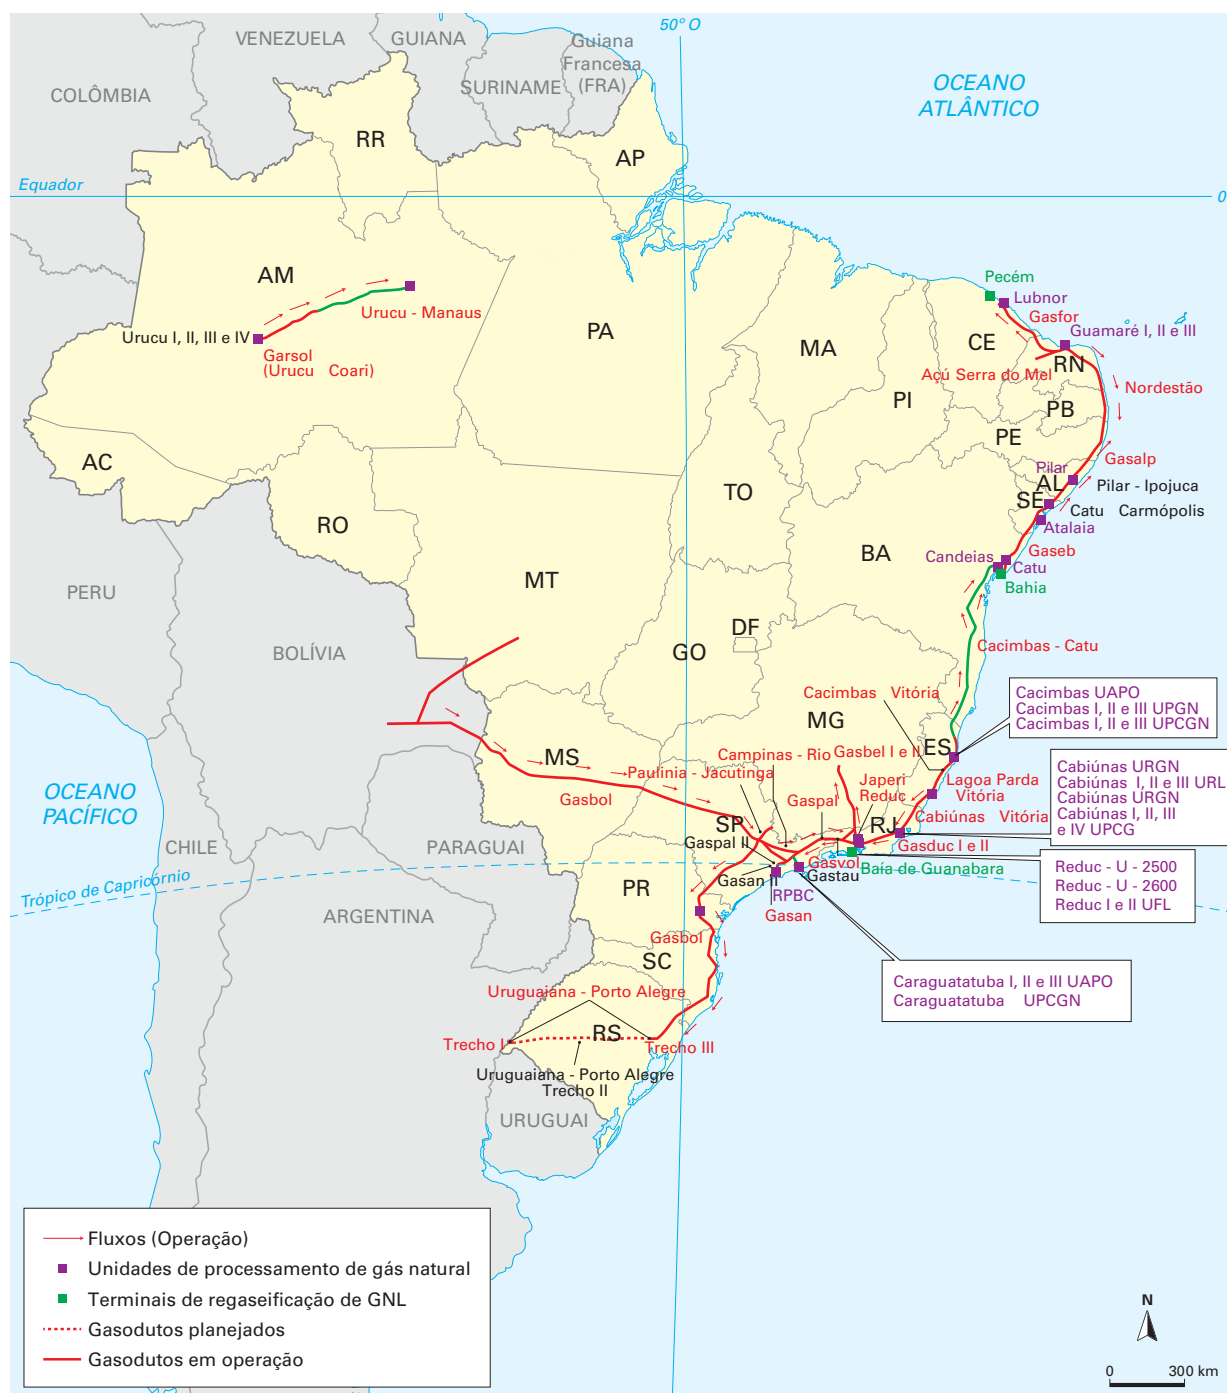 50° O
VENEZUELA
GUIANA
Guiana
Francesa
(FRA)
SURINAME
COLÔMBIA
OCEANO
ATLÂNTICO
RR
AP
Equador
0
AM
Urucu - Manaus
Urucu I, II, III e IV
Garsol
(Urucu Coari)
PA
MA
Pecém
Lubnor
Gasfor
CE
Guamaré I, II e III
RN
Açú Serra do Mel
Nordestão
PI
PB
PE
AC
Gasalp
Pilar
AL
Pilar - Ipojuca
SE
Catu Carmópolis
Atalaia
TO
RO
BA
Candeias
Gaseb
Catu
Bahia
MT
PERU
BOLÍVIA
DF
GO
Cacimbas - Catu
Cacimbas Vitória
Cacimbas UAPO
Cacimbas I, II e III UPGN
Cacimbas I, II e III UPCGN
MG
ES
MS
Campinas - Rio
Gasbel I e II
Paulinia - Jacutinga
Japeri
Reduc
Lagoa Parda
Vitória
Cabiúnas URGN
Cabiúnas I, II e III URL
Cabiúnas URGN
Cabiúnas I, II, III
e IV UPCG
OCEANO
PACÍFICO
Gasbol
Gaspal
SP
RJ
Cabiúnas Vitória
Gaspal II
Gasduc I e II
CHILE
PARAGUAI
Gasvol
Baía de Guanabara
Gastau
Gasan II
Reduc - U - 2500
Reduc - U - 2600
Reduc I e II UFL
Trópico de Capricórnio
PR
RPBC
Gasan
ARGENTINA
Gasbol
SC
Caraguatatuba I, II e III UAPO
Caraguatatuba UPCGN
Uruguaiana - Porto Alegre
RS
Trecho I
Trecho III
Uruguaiana - Porto Alegre
Trecho II
URUGUAI
Fluxos (Operação)
Unidades de processamento de gás natural
Terminais de regaseificação de GNL
Gasodutos planejados
Gasodutos em operação
N
0 300 km